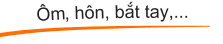 Ôm, hôn, bắt tay,...